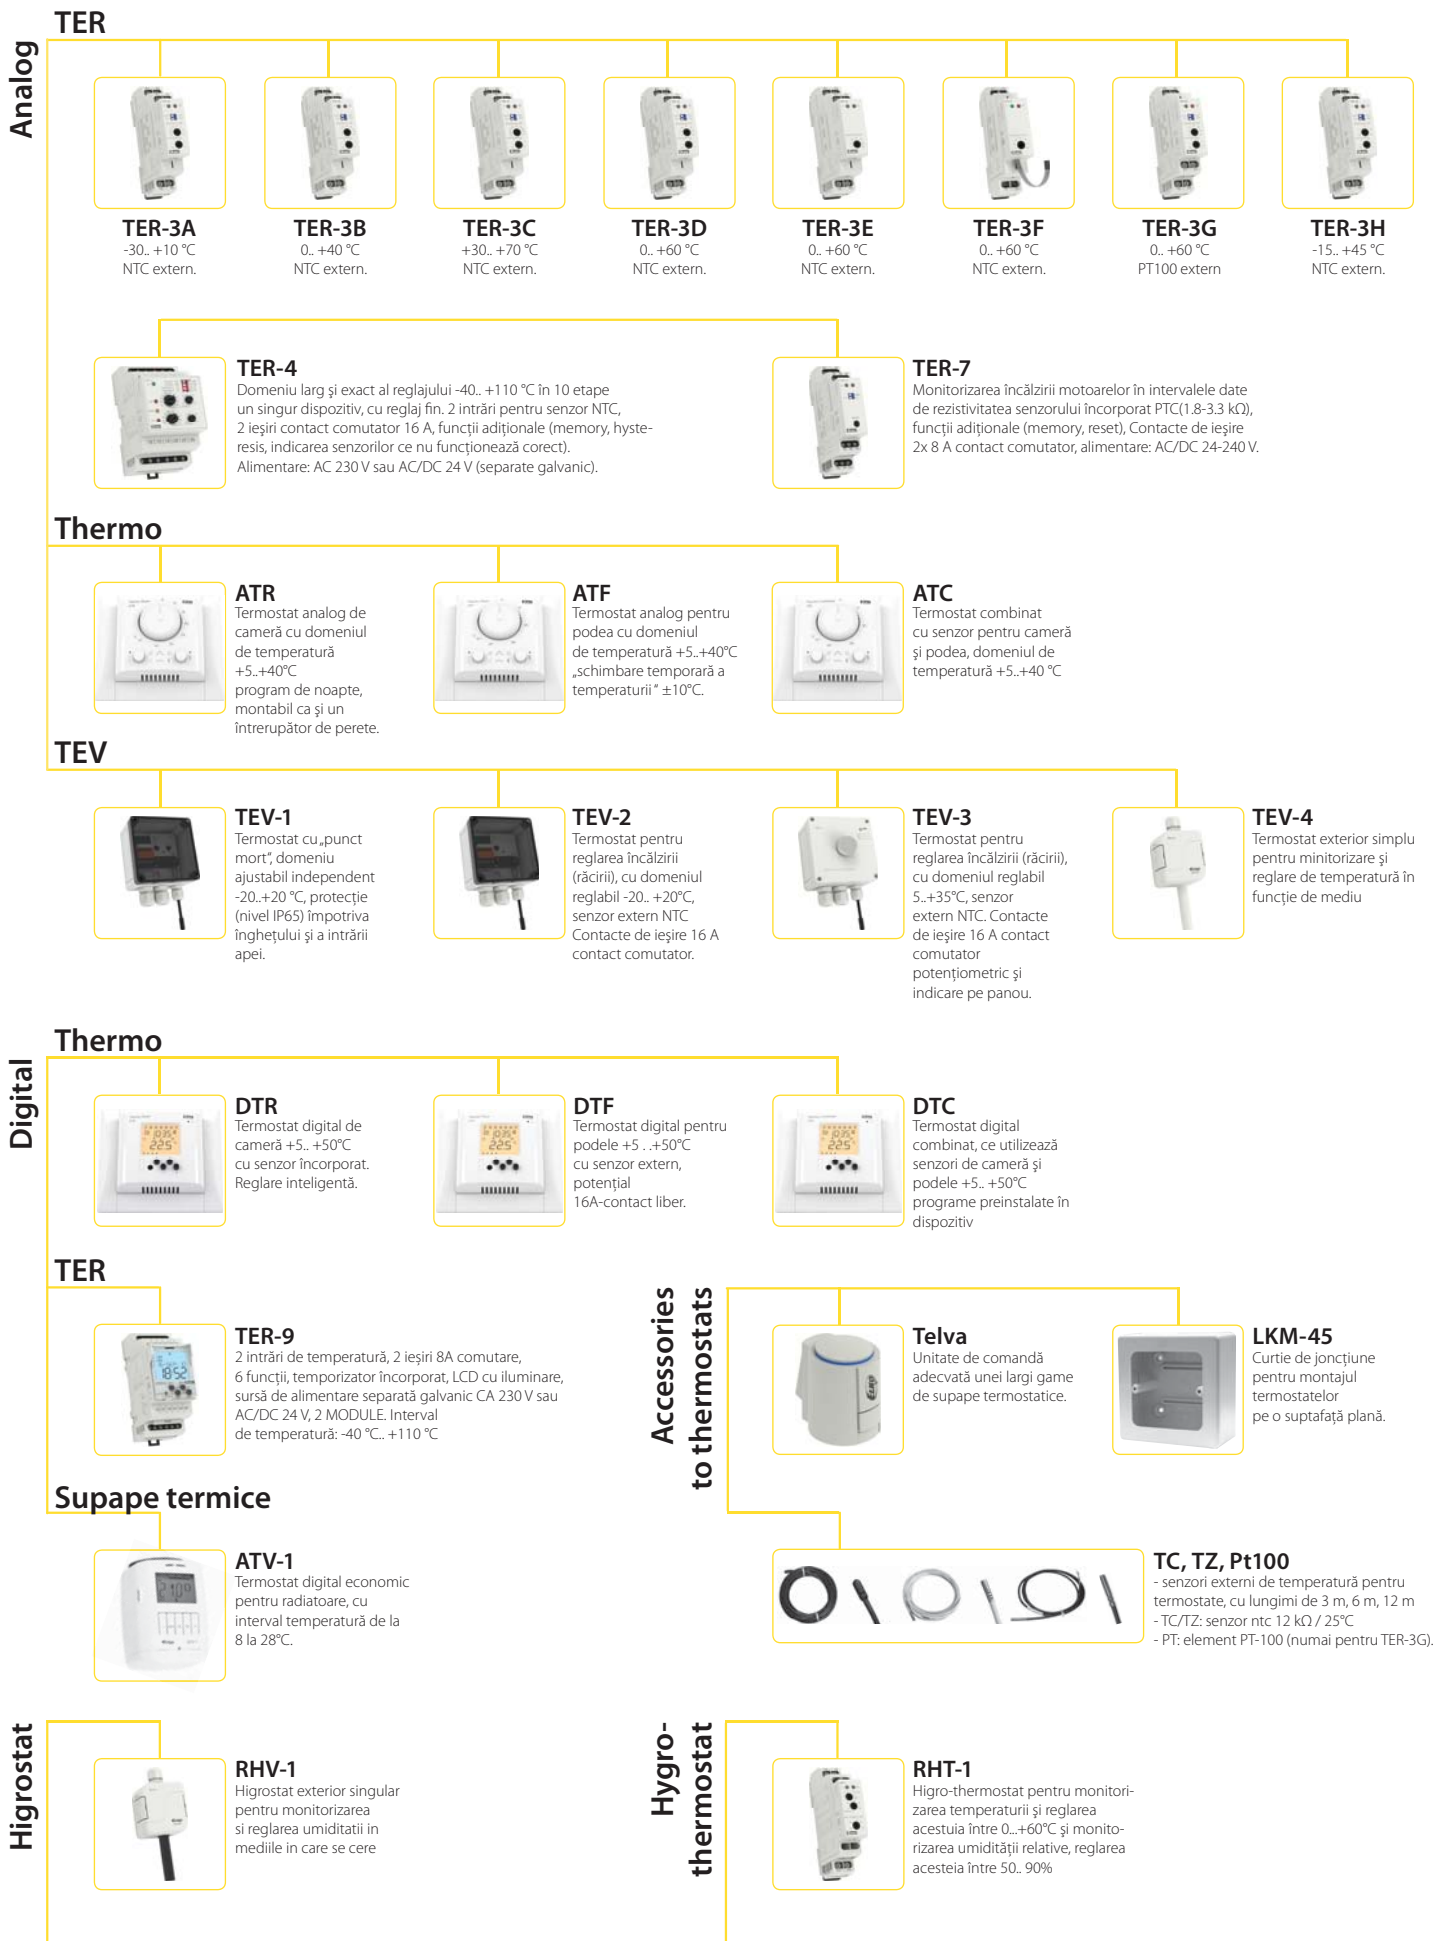 Analog
TER
TER-3A
-30.. +10 °C
NTC extern.
TER-3B
0.. +40 °C
NTC extern.
TER-3C
+30.. +70 °C
NTC extern.
TER-3D
0.. +60 °C
NTC extern.
TER-3E
0.. +60 °C
NTC extern.
TER-3F
0.. +60 °C
NTC extern.
TER-3G
0.. +60 °C
PT100 extern
TER-3H
-15.. +45 °C
NTC extern.
TER-4
Domeniu larg și exact al reglajului -40.. +110 °C în 10 etape
un singur dispozitiv, cu reglaj fin. 2 intrări pentru senzor NTC,
2 ieşiri contact comutator 16 A, funcții adiționale (memory, hyste-
resis, indicarea senzorilor ce nu funcționează corect).
Alimentare: AC 230 V sau AC/DC 24 V (separate galvanic).
TER-7
Monitorizarea încălzirii motoarelor în intervalele date
de rezistivitatea senzorului încorporat PTC(1.8-3.3 kΩ),
funcții adiționale (memory, reset), Contacte de ieşire
2x 8 A contact comutator, alimentare: AC/DC 24-240 V.
Thermo
ATR
Termostat analog de
cameră cu domeniul
de temperatură
+5..+40°C
program de noapte,
montabil ca şi un
întrerupător de perete.
ATF
Termostat analog pentru
podea cu domeniul
de temperatură +5..+40°C
„schimbare temporară a
temperaturii “ ±10°C.
ATC
Termostat combinat
cu senzor pentru cameră
și podea, domeniul de
temperatură +5..+40 °C
TEV
TEV-1
Termostat cu „punct
mort“, domeniu
ajustabil independent
-20..+20 °C, protecție
(nivel IP65) împotriva
înghețului şi a intrării
apei.
TEV-2
Termostat pentru
reglarea încălzirii
(răcirii), cu domeniul
reglabil -20.. +20°C,
senzor extern NTC
Contacte de ieşire 16 A
contact comutator.
TEV-3
Termostat pentru
reglarea încălzirii (răcirii),
cu domeniul reglabil
5..+35°C, senzor
extern NTC. Contacte
de ieşire 16 A contact
comutator
potențiometric şi
indicare pe panou.
TEV-4
Termostat exterior simplu
pentru minitorizare şi
reglare de temperatură în
funcție de mediu
Digital
Thermo
DTR
Termostat digital de
cameră +5.. +50°C
cu senzor încorporat.
Reglare inteligentă.
DTF
Termostat digital pentru
podele +5 . .+50°C
cu senzor extern,
potențial
16A-contact liber.
DTC
Termostat digital
combinat, ce utilizează
senzori de cameră şi
podele +5.. +50°C
programe preinstalate în
dispozitiv
TER
TER-9
2 intrări de temperatură, 2 ieşiri 8A comutare,
6 funcții, temporizator încorporat, LCD cu iluminare,
sursă de alimentare separată galvanic CA 230 V sau
AC/DC 24 V, 2 MODULE. Interval
de temperatură: -40 °C.. +110 °C
Accessories
to thermostats
Telva
Unitate de comandă
adecvată unei largi game
de supape termostatice.
LKM-45
Curtie de joncțiune
pentru montajul
termostatelor
pe o suptafață plană.
Supape termice
ATV-1
Termostat digital economic
pentru radiatoare, cu
interval temperatură de la
8 la 28°C.
TC, TZ, Pt100
- senzori externi de temperatură pentru
termostate, cu lungimi de 3 m, 6 m, 12 m
- TC/TZ: senzor ntc 12 kΩ / 25°C
- PT: element PT-100 (numai pentru TER-3G).
Higrostat
RHV-1
Higrostat exterior singular
pentru monitorizarea
si reglarea umiditatii in
mediile in care se cere
Hygro-
thermostat
RHT-1
Higro-thermostat pentru monitori-
zarea temperaturii şi reglarea
acestuia între 0...+60°C şi monito-
rizarea umidității relative, reglarea
acesteia între 50.. 90%